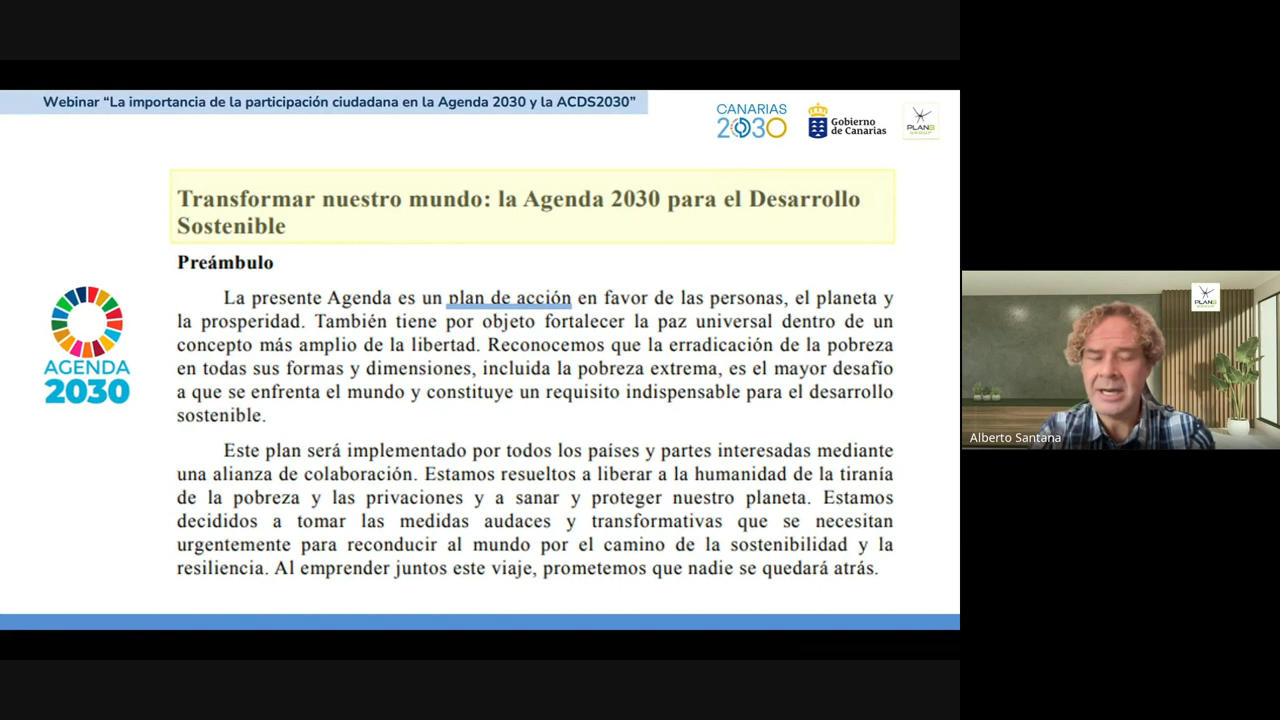 Webinar “La importancia de la participación ciudadana en la Agenda 2030 y la ACDS2030”
CANARIAS
2030
Gobierno
de Canarias
PLANB
GROUP
Transformar nuestro mundo: la Agenda 2030 para el Desarrollo
Sostenible
Preámbulo
La presente Agenda es un plan de acción en favor de las personas, el planeta y
la prosperidad. También tiene por objeto fortalecer la paz universal dentro de un
concepto más amplio de la libertad. Reconocemos que la erradicación de la pobreza
en todas sus formas y dimensiones, incluida la pobreza extrema, es el mayor desafío
a que se enfrenta el mundo y constituye un requisito indispensable para el desarrollo
sostenible.
Este plan será implementado por todos los países y partes interesadas mediante
una alianza de colaboración. Estamos resueltos a liberar a la humanidad de la tiranía
de la pobreza y las privaciones y a sanar y proteger nuestro planeta. Estamos
decididos a tomar las medidas audaces y transformativas que se necesitan
urgentemente para reconducir al mundo por el camino de la sostenibilidad y la
resiliencia. Al emprender juntos este viaje, prometemos que nadie se quedará atrás.
AGENDA
2030
PLANB
Alberto Santana